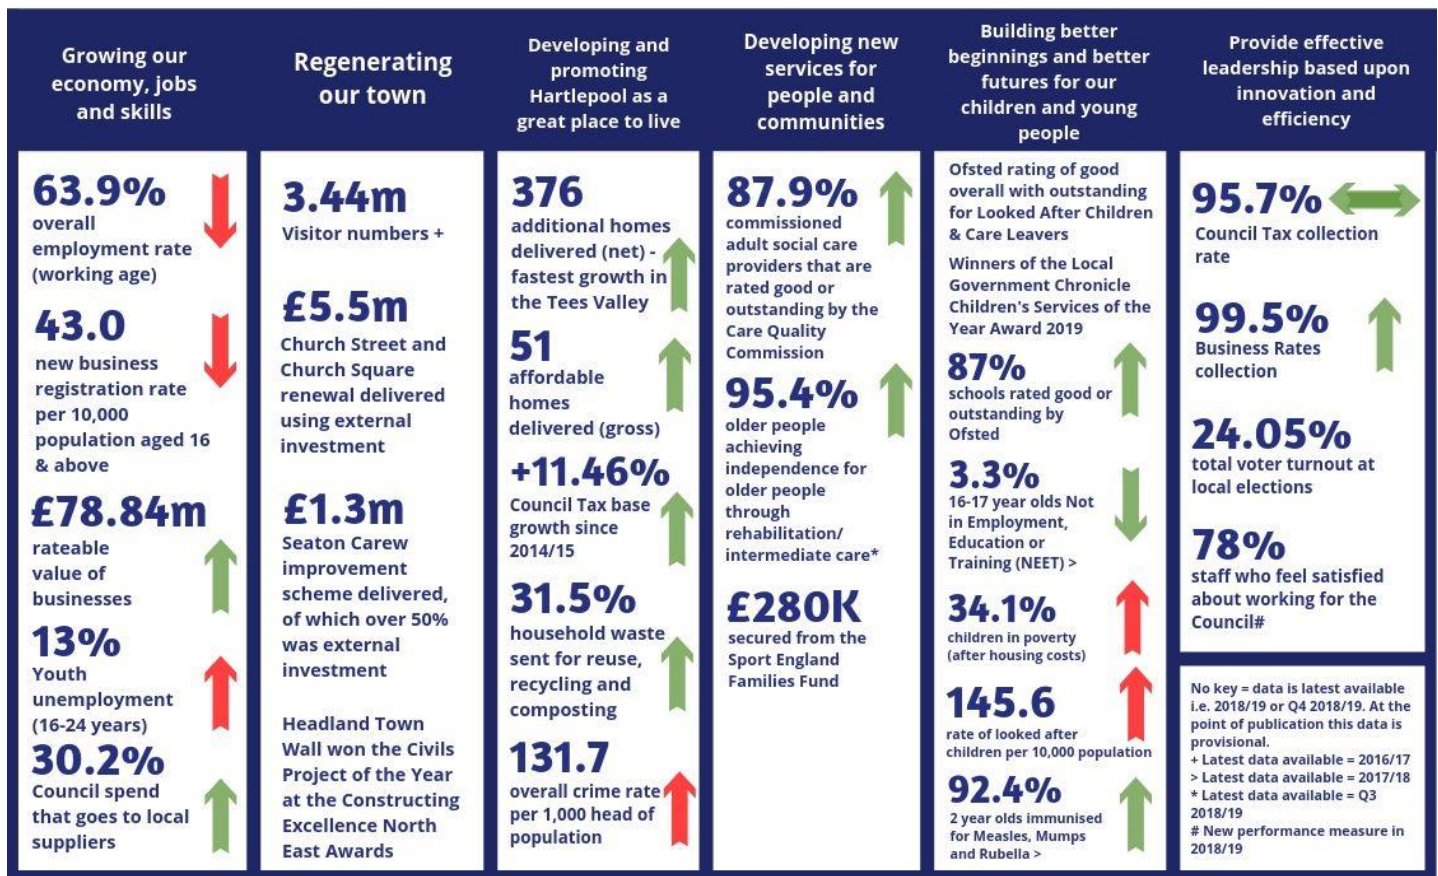 Growing our
economy, jobs
and skills
63.9%
overall
employment rate
(working age)
43.0
new business
registration rate
per 10,000
population aged 16
& above
£78.84m
rateable
value of
businesses
13%
Youth
unemployment
(16-24 years)
30.2%
Council spend
that goes to local
suppliers
Regenerating
our town
3.44m
Visitor numbers +
£5.5m
Church Street and
Church Square
renewal delivered
using external
investment
£1.3m
Seaton Carew
improvement
scheme delivered,
of which over 50%
was external
investment
Headland Town
Wall won the Civils
Project of the Year
at the Constructing
Excellence North
East Awards
Developing and
promoting
Hartlepool as a
great place to live
376
additional homes
delivered (net) -
fastest growth in
the Tees Valley
51
affordable
homes
delivered (gross)
+11.46%
Council Tax base
growth since
2014/15
31.5%
household waste
sent for reuse,
recycling and
composting
131.7
overall crime rate
per 1,000 head of
population
Developing new
services for
people and
communities
87.9%
commissioned
adult social care
providers that are
rated good or
outstanding by the
Care Quality
Commission
95.4%
older people
achieving
independence for
older people
through
rehabilitation/
intermediate care*
£280K
secured from the
Sport England
Families Fund
Building better
beginnings and better
futures for our
children and young
people
Ofsted rating of good
overall with outstanding
for Looked After Children
& Care Leavers
Winners of the Local
Government Chronicle
Children's Services of the
Year Award 2019
87%
schools rated good or
outstanding by
Ofsted
3.3%
16-17 year olds Not
in Employment,
Education or
Training (NEET) >
34.1%
children in poverty
(after housing costs)
145.6
rate of looked after
children per 10,000 population
92.4%
2 year olds immunised
for Measles, Mumps
and Rubella >
Provide effective
leadership based upon
innovation and
efficiency
95.7%
Council Tax collection
rate
99.5%
Business Rates
collection
24.05%
total voter turnout at
local elections
78%
staff who feel satisfied
about working for the
Council#
No key = data is latest available
i.e. 2018/19 or Q4 2018/19. At the
point of publication this data is
provisional.
+ Latest data available = 2016/17
> Latest data available = 2017/18
* Latest data available = Q3
2018/19
# New performance measure in
2018/19